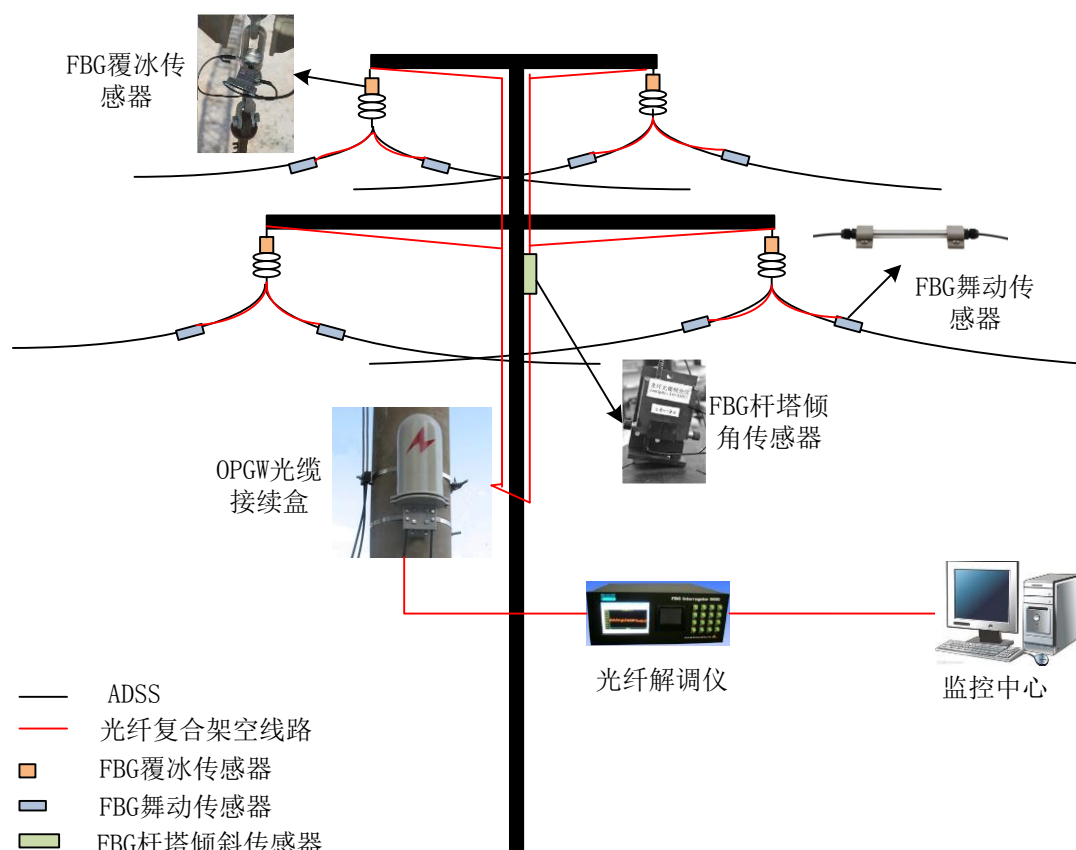 FBG覆冰传
感器
FBG舞动传
感器
FBG杆塔倾
角传感器
OPGW光缆
接续盒
FBG Interrogator
光纤解调仪
监控中心
ADSS
光纤复合架空线路
FBG覆冰传感器
FBG舞动传感器
FBG杆塔倾斜传感器